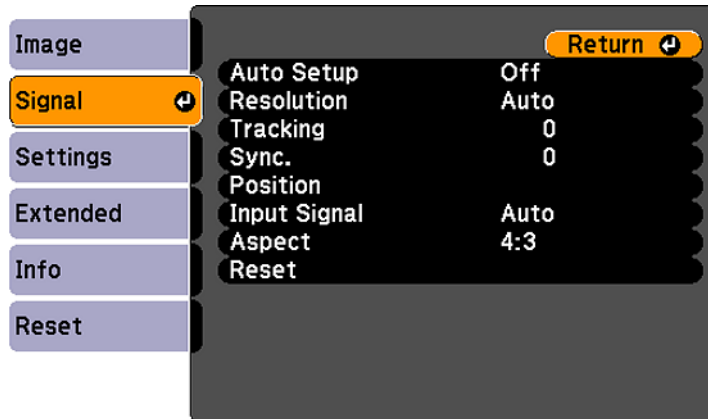 Image
Signal
Settings
Extended
Info
Reset
Return
Auto Setup Off
Resolution Auto
Tracking 0
Sync. 0
Position
Input Signal Auto
Aspect 4:3
Reset